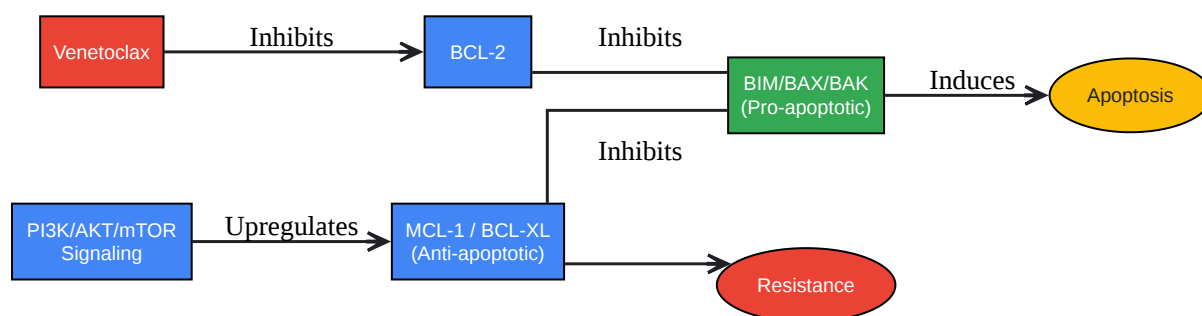 Venetoclax
Inhibits
BCL-2
Inhibits
BIM/BAX/BAK
(Pro-apoptotic)
Induces
Apoptosis
Inhibits
PI3K/AKT/mTOR
Signaling
Upregulates
MCL-1 / BCL-XL
(Anti-apoptotic)
Resistance